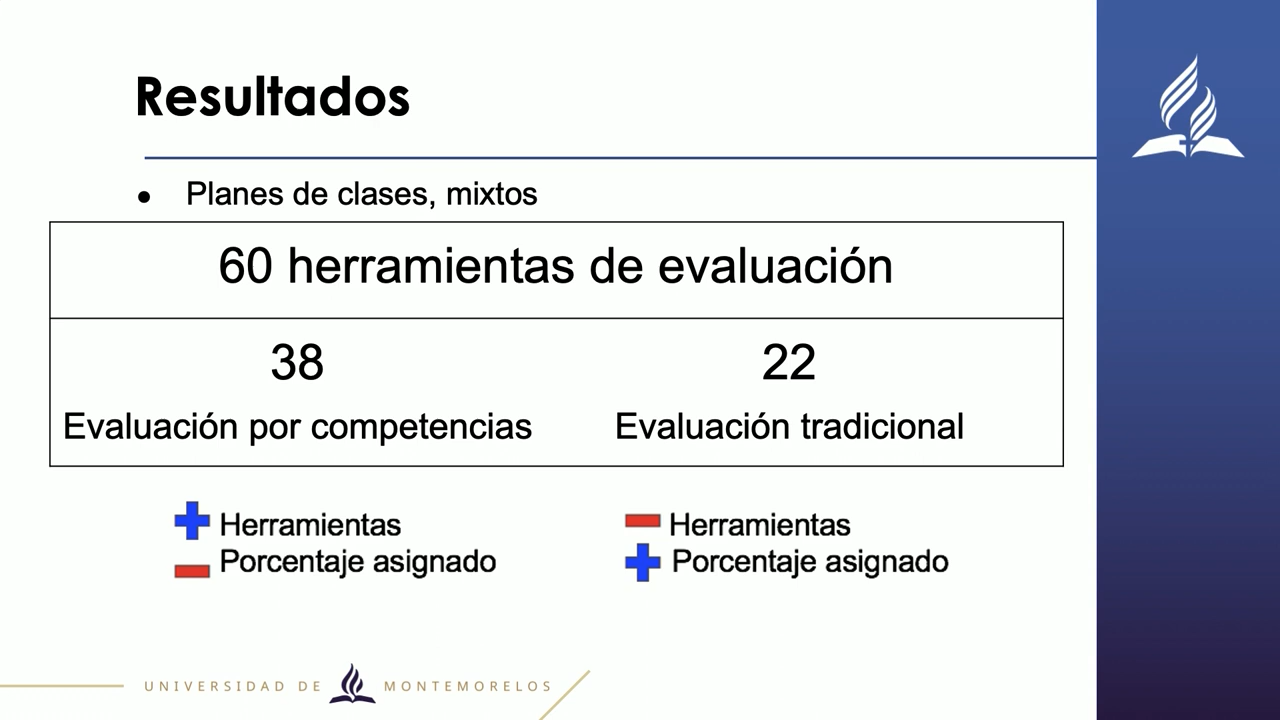 Resultados
● Planes de clases, mixtos
60 herramientas de evaluación
38 22
Evaluación por competencias Evaluación tradicional
Herramientas Herramientas
Porcentaje asignado Porcentaje asignado
UNIVERSIDAD DE MONTEMORELOS